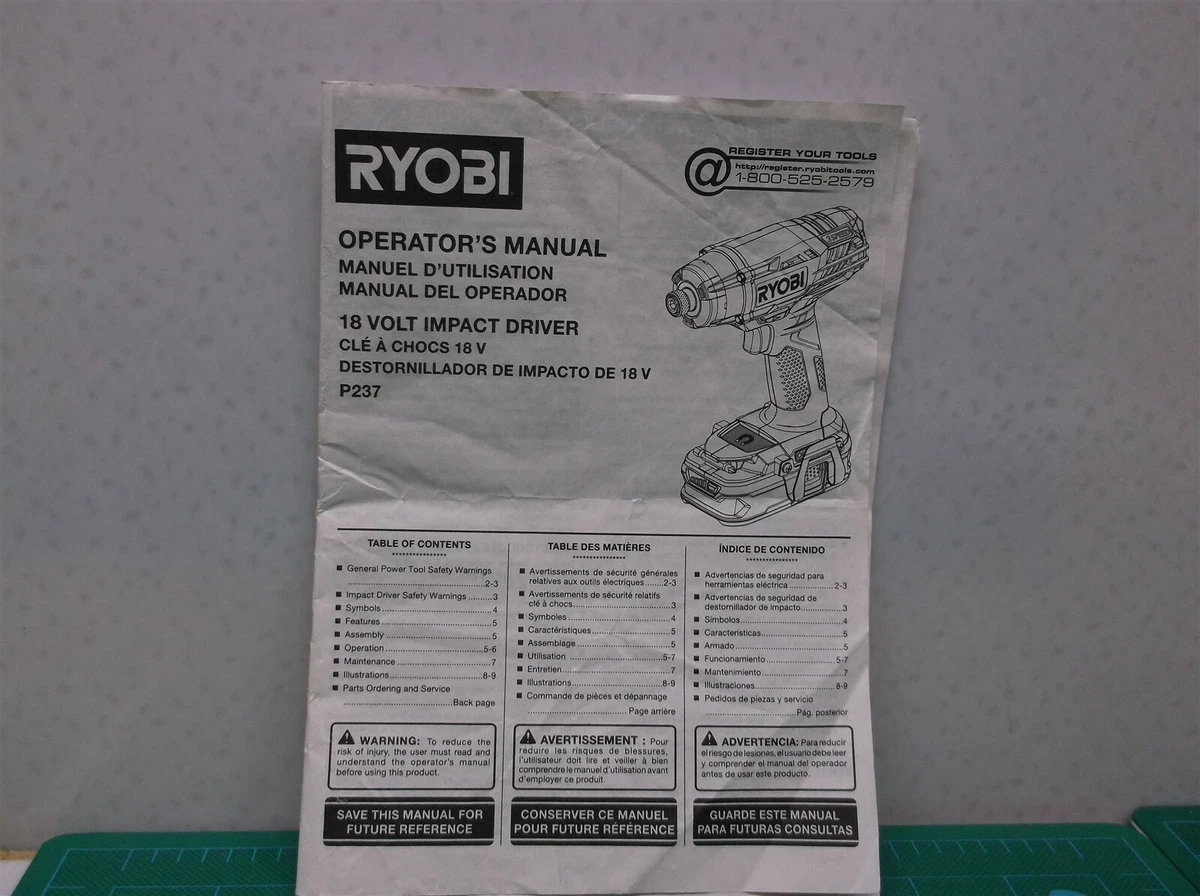 RYOBI
REGISTER YOUR TOOLS
http://register.ryobitools.com
1-800-525-2579
OPERATOR'S MANUAL
MANUEL D'UTILISATION
MANUAL DEL OPERADOR
18 VOLT IMPACT DRIVER
CLÉ À CHOCS 18 V
DESTORNILLADOR DE IMPACTO DE 18 V
P237
RYOBI
TABLE OF CONTENTS
****************
■ General Power Tool Safety Warnings
......................................................2-3
■ Impact Driver Safety Warnings.........3
■ Symbols..........................................4
■ Features..........................................5
■ Assembly........................................5
■ Operation.....................................5-6
■ Maintenance...................................7
■ Illustrations..................................8-9
■ Parts Ordering and Service
.........................................Back page
WARNING: To reduce the
risk of injury, the user must read and
understand the operator's manual
before using this product.
SAVE THIS MANUAL FOR
FUTURE REFERENCE
TABLE DES MATIÈRES
****************
■ Avertissements de sécurité générales
relatives aux outils électriques.......2-3
■ Avertissements de sécurité relatifs
clé à chocs.....................................3
■ Symboles........................................4
■ Caractéristiques..............................5
■ Assemblage....................................5
■ Utilisation....................................5-7
■ Entretien.........................................7
■ Illustrations..................................8-9
■ Commande de pièces et dépannage
............................. Page arrière
AVERTISSEMENT : Pour
réduire les risques de blessures,
l'utilisateur doit lire et veiller à bien
comprendre le manuel d'utilisation avant
d'employer ce produit.
CONSERVER CE MANUEL
POUR FUTURE RÉFÉRENCE
ÍNDICE DE CONTENIDO
****************
■ Advertencias de seguridad para
herramientas eléctrica................2-3
■ Advertencias de seguridad de
destornillador de impacto..............3
■ Símbolos........................................4
■ Características................................5
■ Armado...........................................5
■ Funcionamiento..........................5-7
■ Mantenimiento................................7
■ Illustraciones...............................8-9
■ Pedidos de piezas y servicio
................................Pág. posterior
ADVERTENCIA: Para reducir
el riesgo de lesiones, el usuario debe leer
y comprender el manual del operador
antes de usar este producto.
GUARDE ESTE MANUAL
PARA FUTURAS CONSULTAS